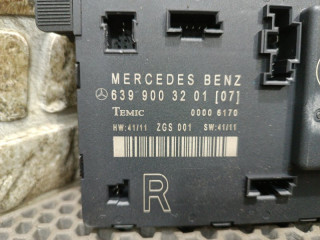 MERCEDES BENZ
639 900 32 01 [07]
TEMIC 0000 6170
HW:41/11 ZGS 001 SW:41/11
R